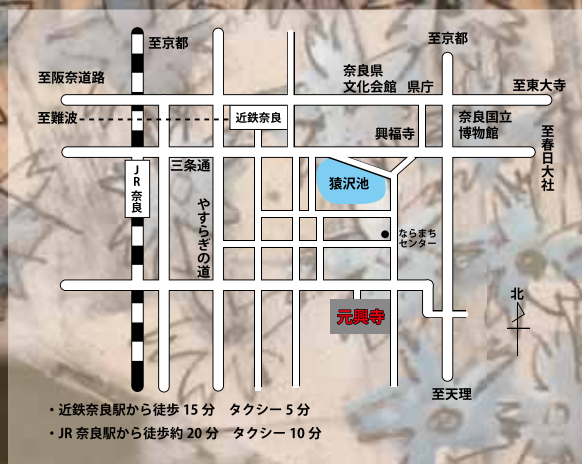 至京都
至京都
至阪奈道路
奈良県
文化会館 県庁
至東大寺
至難波
近鉄奈良
奈良国立
博物館
興福寺
至春日大社
三条通
JR奈良
猿沢池
やすらぎの道
ならまち
センター
北
元興寺
至天理
・近鉄奈良駅から徒歩 15 分　タクシー 5 分
・JR 奈良駅から徒歩約 20 分　タクシー 10 分